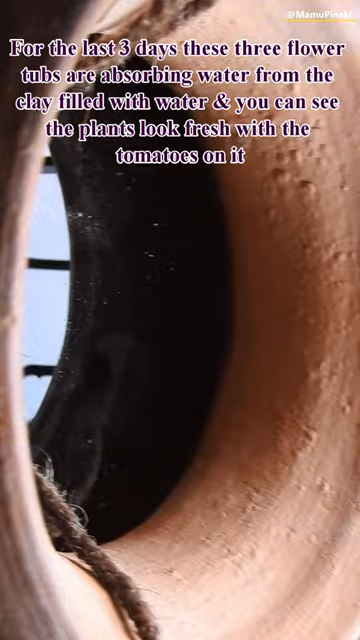 @MamuPinek/
For the last 3 days these three flower
tubs are absorbing water from the
clay filled with water & you can see
the plants look fresh with the
tomatoes on it